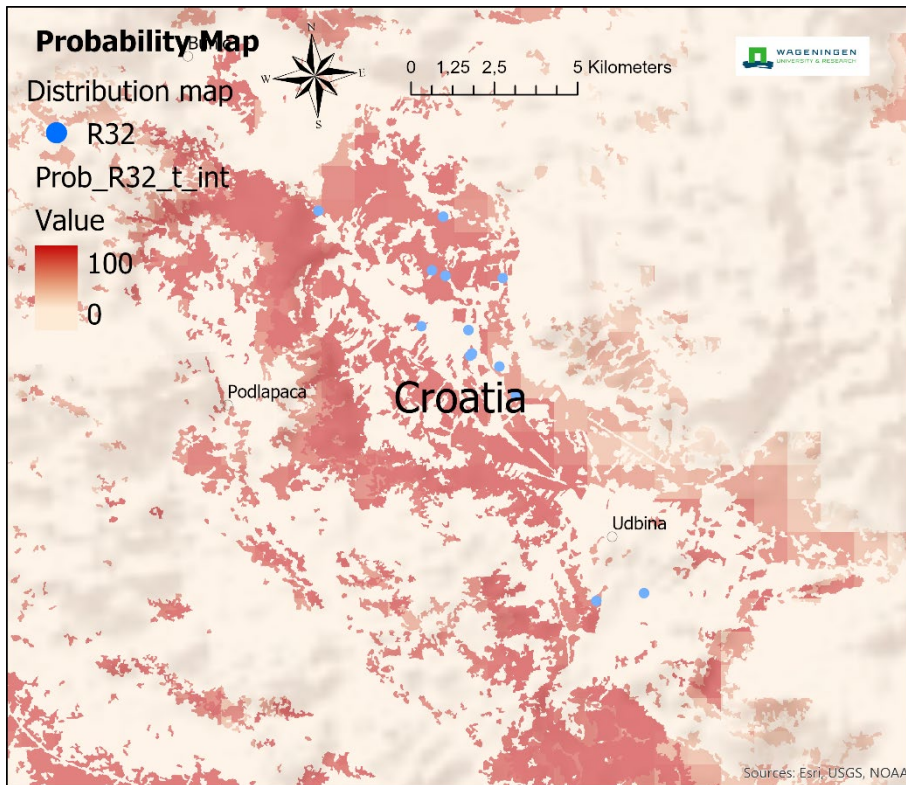 Probability Map
Distribution map
R32
Prob_R32_t_int
Value
100
0
N
W
E
S
0 1,25 2,5 5 Kilometers
WAGENINGEN
UNIVERSITY & RESEARCH
Podlapaca
Croatia
Udbina
Sources: Esri, USGS, NOAA